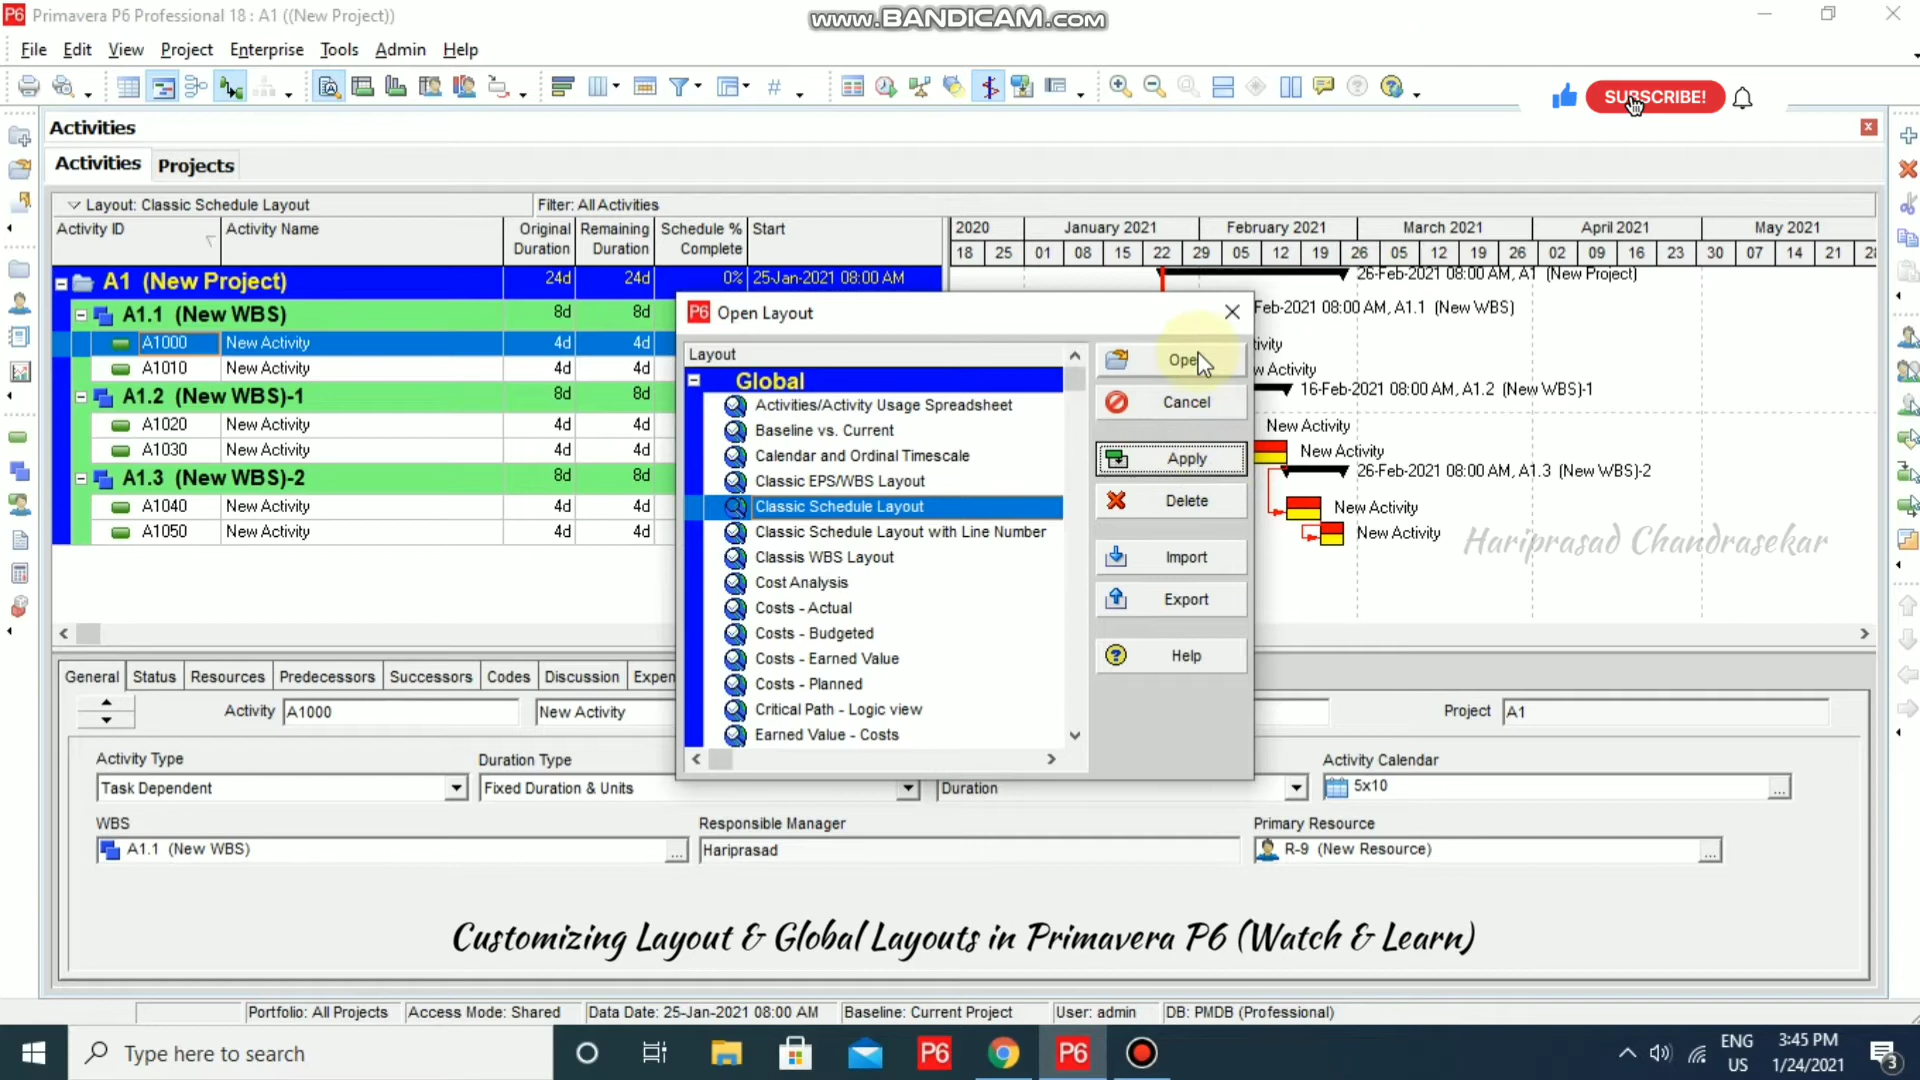 Primavera P6 Professional 18 : A1 ((New Project))
www.BANDICAM.com
File Edit View Project Enterprise Tools Admin Help
SUBSCRIBE!
Activities
Activities Projects
Layout: Classic Schedule Layout Filter: All Activities
Activity ID Activity Name Original Duration Remaining Duration Schedule % Complete Start
2020 January 2021 February 2021 March 2021 April 2021 May 2021
18 25 01 08 15 22 29 05 12 19 26 05 12 19 26 02 09 16 23 30 07 14 21
A1 (New Project) 24d 24d 0% 25-Jan-2021 08:00 AM
26-Feb-2021 08:00 AM, A1 (New Project)
A1.1 (New WBS) 8d 8d
Feb-2021 08:00 AM, A1.1 (New WBS)
A1000 New Activity 4d 4d
A1010 New Activity 4d 4d
A1.2 (New WBS)-1 8d 8d
16-Feb-2021 08:00 AM, A1.2 (New WBS)-1
A1020 New Activity 4d 4d New Activity
A1030 New Activity 4d 4d New Activity
A1.3 (New WBS)-2 8d 8d
26-Feb-2021 08:00 AM, A1.3 (New WBS)-2
A1040 New Activity 4d 4d New Activity
A1050 New Activity 4d 4d New Activity
Hariprasad Chandrasekar
P6 Open Layout
Layout
Global
Activities/Activity Usage Spreadsheet
Baseline vs. Current
Calendar and Ordinal Timescale
Classic EPS/WBS Layout
Classic Schedule Layout
Classic Schedule Layout with Line Number
Classis WBS Layout
Cost Analysis
Costs - Actual
Costs - Budgeted
Costs - Earned Value
Costs - Planned
Critical Path - Logic view
Earned Value - Costs
Cancel
Apply
Delete
Import
Export
Help
General Status Resources Predecessors Successors Codes Discussion Expen
Activity A1000 New Activity Project A1
Activity Type Duration Type Activity Calendar
Task Dependent Fixed Duration & Units Duration 5x10
WBS Responsible Manager Primary Resource
A1.1 (New WBS) Hariprasad R-9 (New Resource)
Customizing Layout & Global Layouts in Primavera P6 (Watch & Learn)
Portfolio: All Projects Access Mode: Shared Data Date: 25-Jan-2021 08:00 AM Baseline: Current Project User: admin DB: PMDB (Professional)
Type here to search
P6 P6
ENG US
3:45 PM
1/24/2021
3